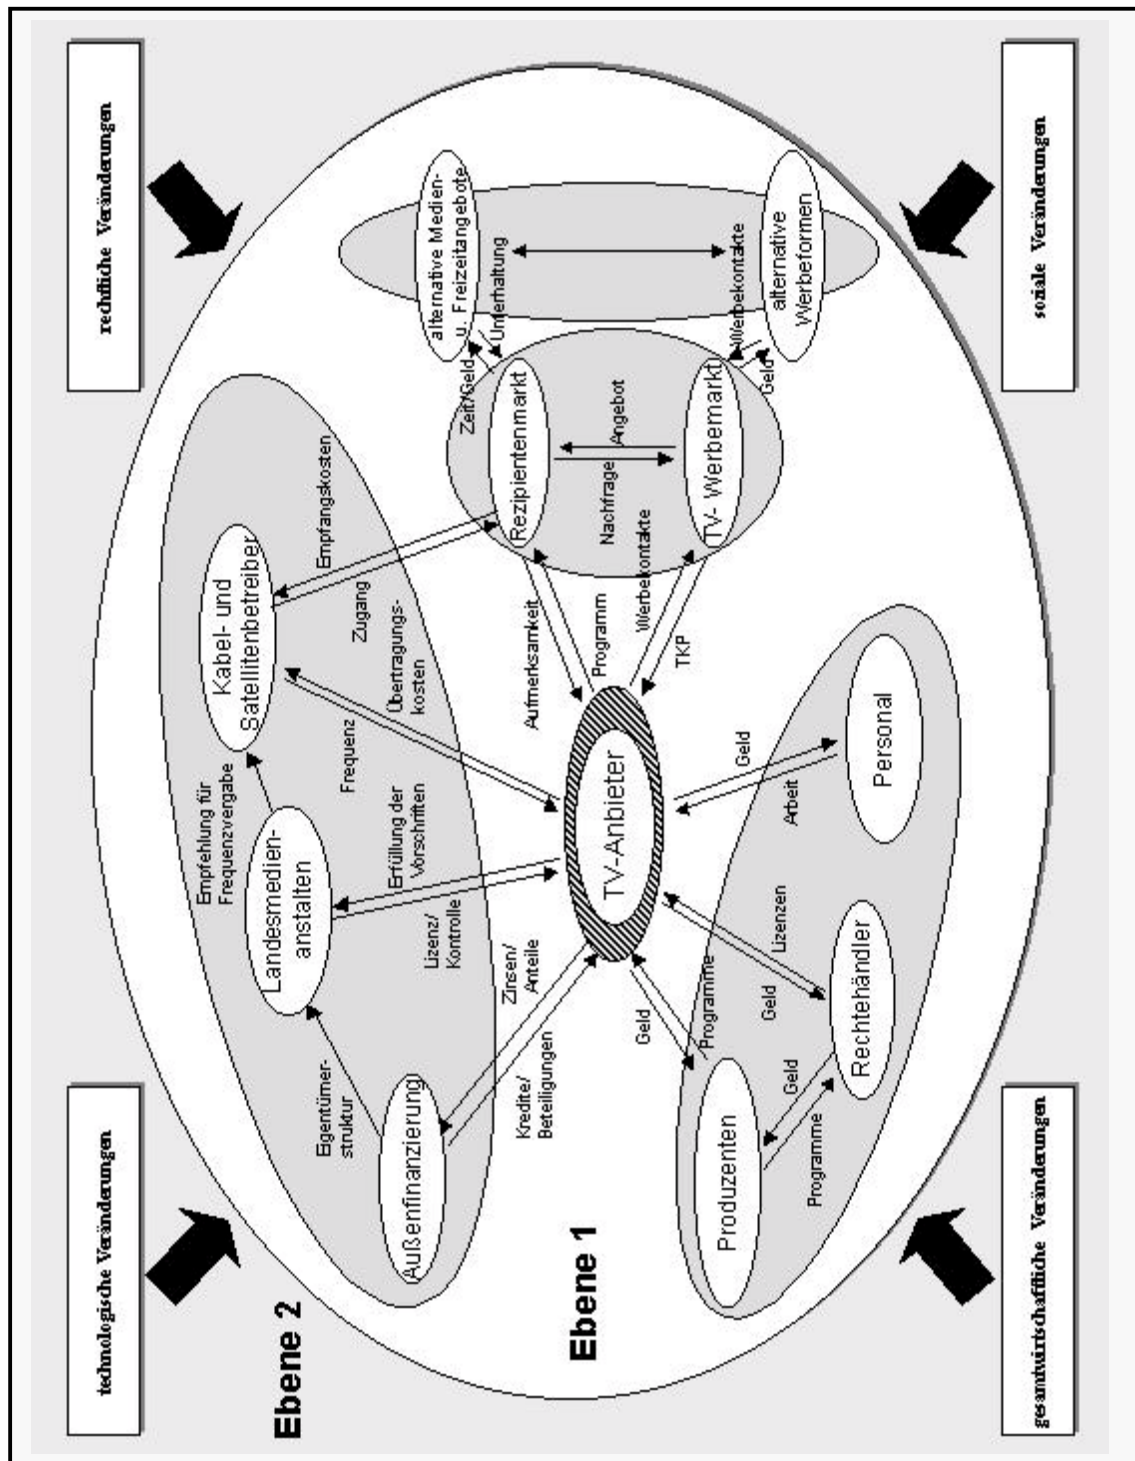 technologische Veränderungen
rechtliche Veränderungen
Ebene 2
Empfehlung für
Frequenzvergabe
Kabel- und
Satellitenbetreiber
Landesmedien-
anstalten
Eigentümer-
struktur
Außenfinanzierung
Empfangskosten
Zugang
Übertragungs-
kosten
Frequenz
Erfüllung der
Vorschriften
Lizenz/
Kontrolle
Zinsen/
Anteile
Kredite/
Beteiligungen
alternative Medien-
u. Freizeitangebote
Zeit/Geld
Unterhaltung
Rezipientenmarkt
Aufmerksamkeit
Programm
Ebene 1
TV-Anbieter
Nachfrage
Angebot
Werbekontakte
TKP
TV- Werbemarkt
Werbekontakte
Geld
alternative
Werbeformen
Geld
Programme
Geld
Arbeit
Lizenzen
Geld
Produzenten
Geld
Programme
Rechtehändler
Personal
gesamtwirtschaftliche Veränderungen
soziale Veränderungen